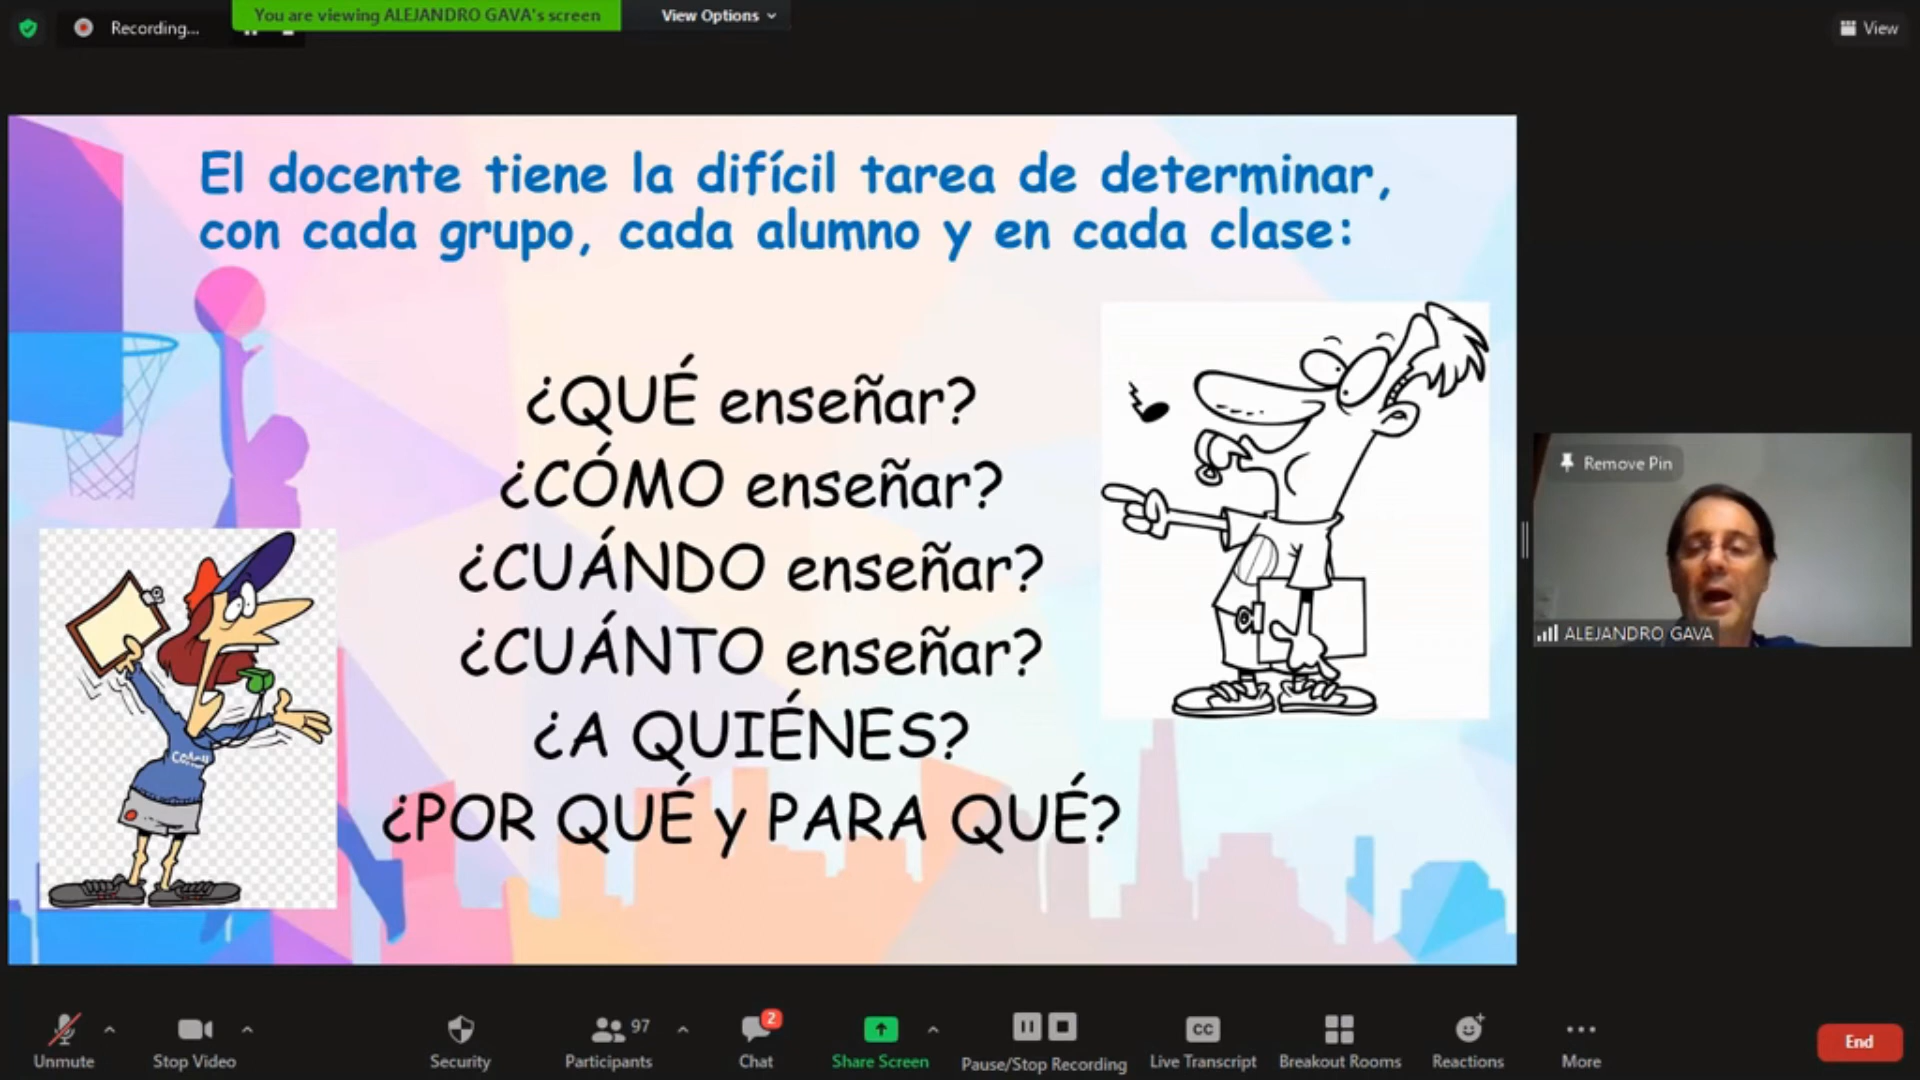 Recording...
You are viewing ALEJANDRO GAVA's screen
View Options
View
El docente tiene la difícil tarea de determinar,
con cada grupo, cada alumno y en cada clase:
¿QUÉ enseñar?
¿CÓMO enseñar?
¿CUÁNDO enseñar?
¿CUÁNTO enseñar?
¿A QUIÉNES?
¿POR QUÉ y PARA QUÉ?
Remove Pin
ALEJANDRO GAVA
Unmute
Stop Video
Security
97
Participants
2
Chat
Share Screen
Pause/Stop Recording
CC
Live Transcript
Breakout Rooms
Reactions
More
End